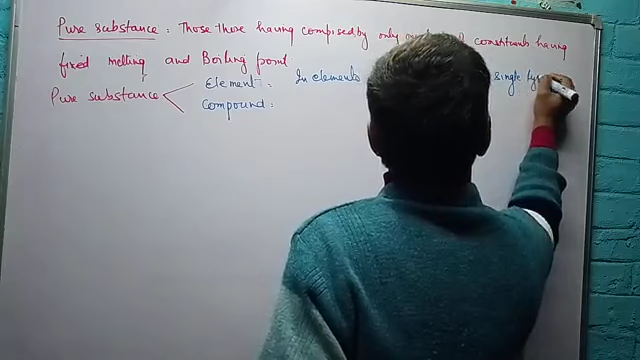 Pure substance : Those those having composed by only constituents having
fixed melting and Boiling point
Pure substance
Element : In elements single
Compound :